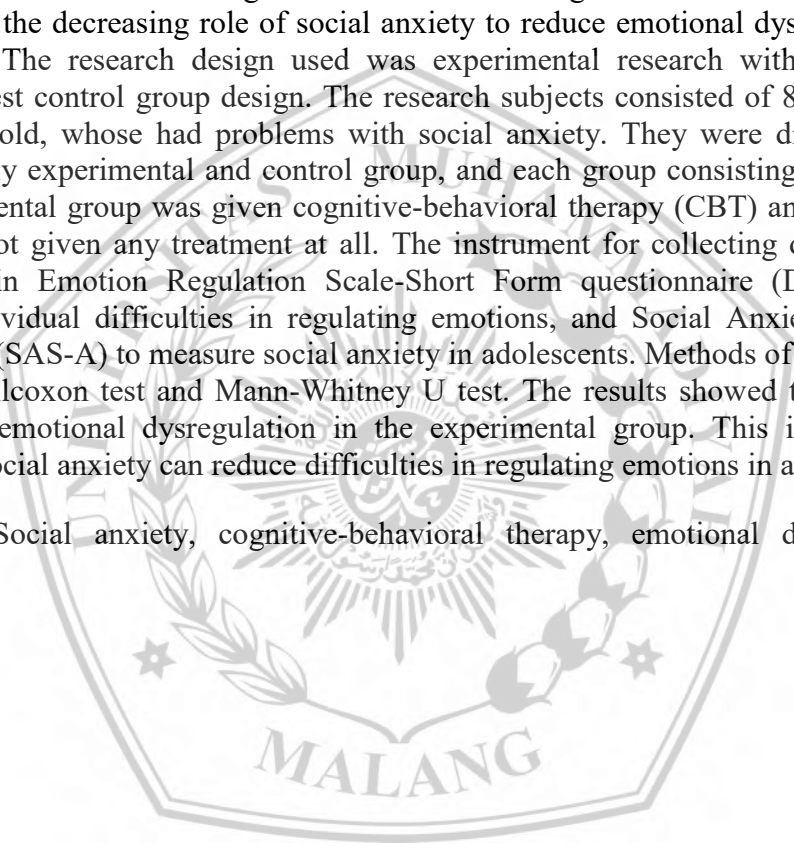 the decreasing role of social anxiety to reduce emotional dys
The research design used was experimental research with
est control group design. The research subjects consisted of 8
old, whose had problems with social anxiety. They were di
y experimental and control group, and each group consisting
ental group was given cognitive-behavioral therapy (CBT) an
ot given any treatment at all. The instrument for collecting
in Emotion Regulation Scale-Short Form questionnaire (D
vidual difficulties in regulating emotions, and Social Anxie
(SAS-A) to measure social anxiety in adolescents. Methods of
lcoxon test and Mann-Whitney U test. The results showed t
emotional dysregulation in the experimental group. This i
ocial anxiety can reduce difficulties in regulating emotions in a
Social anxiety, cognitive-behavioral therapy, emotional d
UNIVERSITAS MUHAMMADIYAH
MALANG